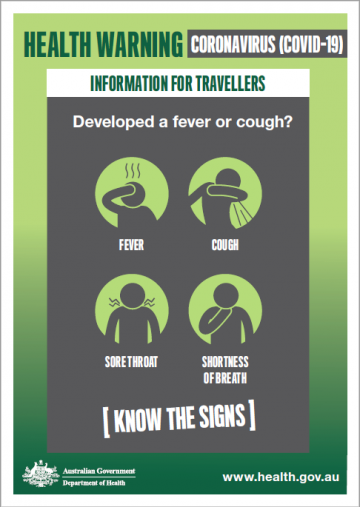 HEALTH WARNING CORONAVIRUS (COVID-19)
INFORMATION FOR TRAVELLERS
Developed a fever or cough?
FEVER
COUGH
SORE THROAT
SHORTNESS
OF BREATH
[ KNOW THE SIGNS ]
Australian Government
Department of Health
www.health.gov.au